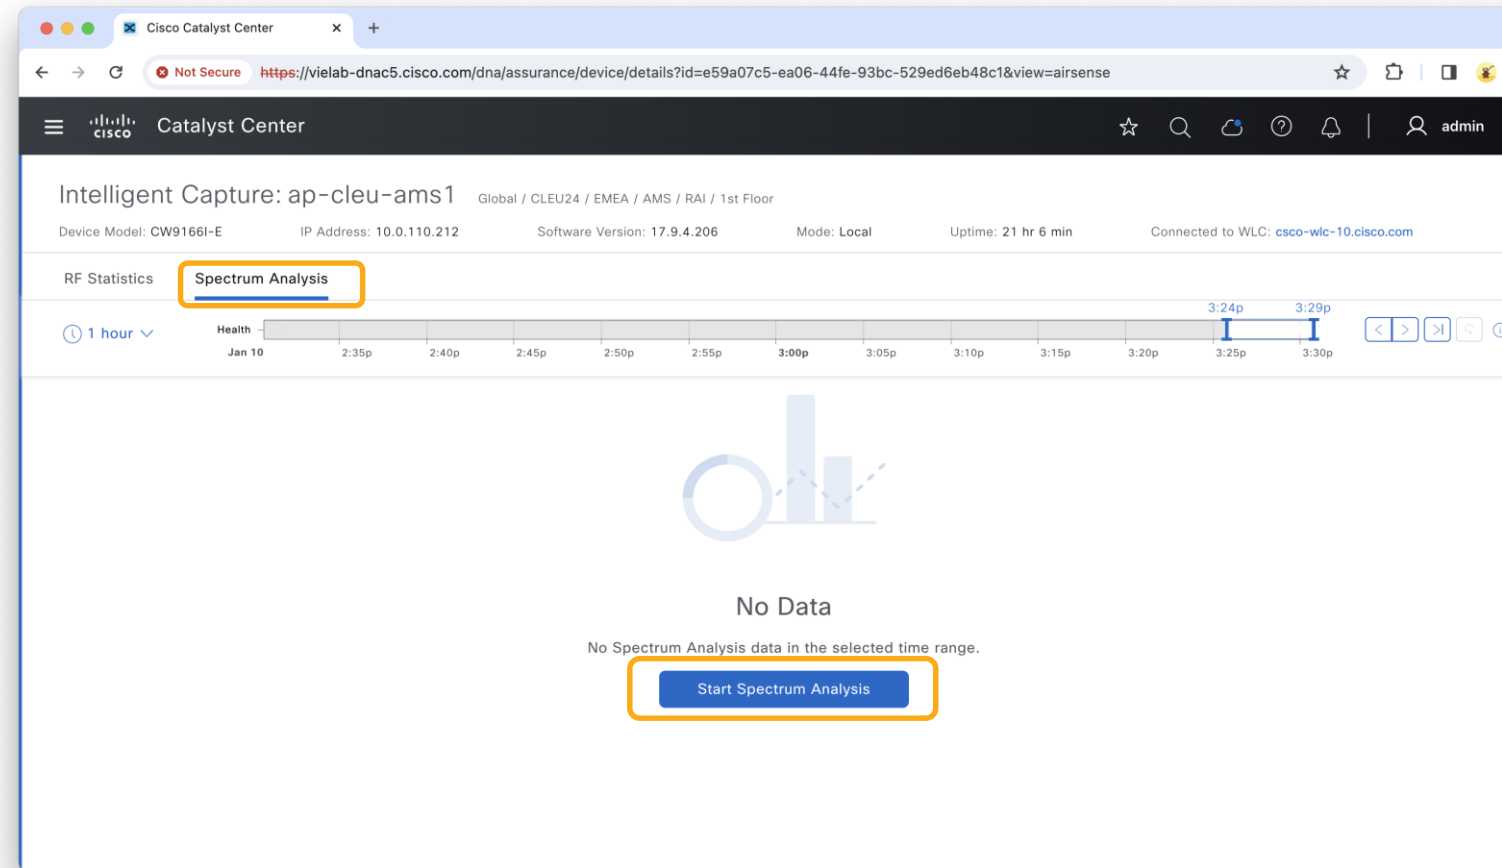 Cisco Catalyst Center
Not Secure https://vielab-dnac5.cisco.com/dna/assurance/device/details?id=e59a07c5-ea06-44fe-93bc-529ed6eb48c1&view=airsense
CISCO Catalyst Center admin
Intelligent Capture: ap-cleu-ams1 Global / CLEU24 / EMEA / AMS / RAI / 1st Floor
Device Model: CW9166I-E IP Address: 10.0.110.212 Software Version: 17.9.4.206 Mode: Local Uptime: 21 hr 6 min Connected to WLC: csco-wlc-10.cisco.com
RF Statistics Spectrum Analysis
3:24p 3:29p
1 hour Health
Jan 10 2:35p 2:40p 2:45p 2:50p 2:55p 3:00p 3:05p 3:10p 3:15p 3:20p 3:25p 3:30p
No Data
No Spectrum Analysis data in the selected time range.
Start Spectrum Analysis